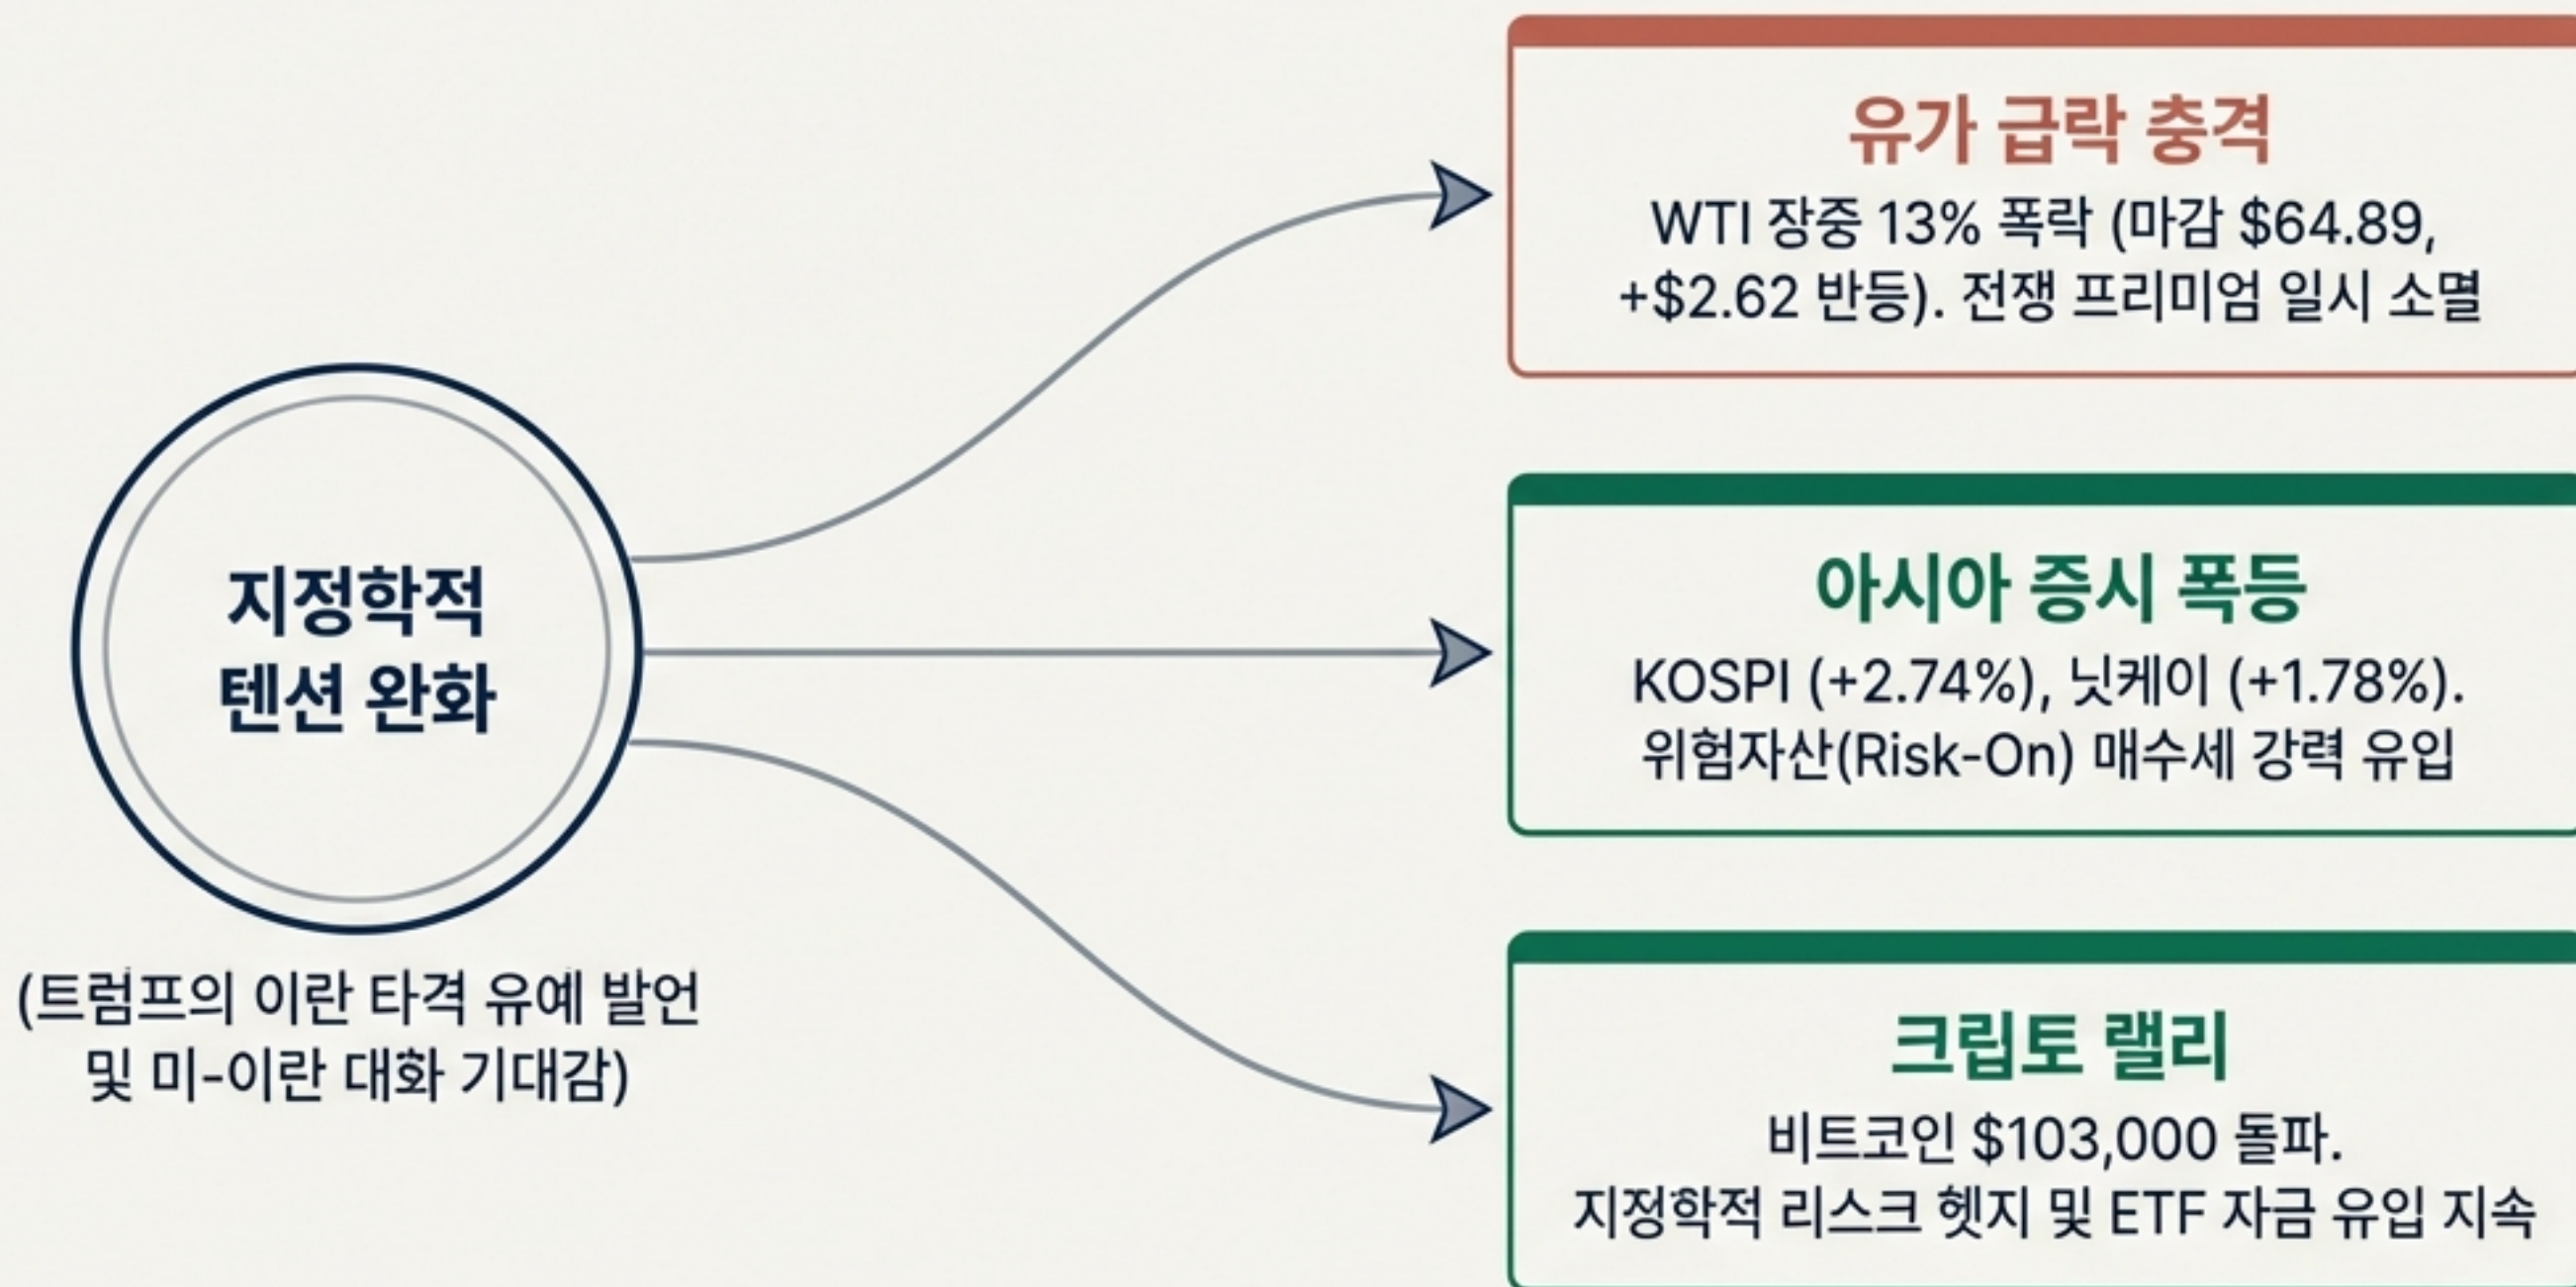 지정학적
텐션 완화
(트럼프의 이란 타격 유예 발언
및 미-이란 대화 기대감)
유가 급락 충격
WTI 장중 13% 폭락 (마감 $64.89,
+$2.62 반등). 전쟁 프리미엄 일시 소멸
아시아 증시 폭등
KOSPI (+2.74%), 닛케이 (+1.78%).
위험자산(Risk-On) 매수세 강력 유입
크립토 랠리
비트코인 $103,000 돌파.
지정학적 리스크 헷지 및 ETF 자금 유입 지속